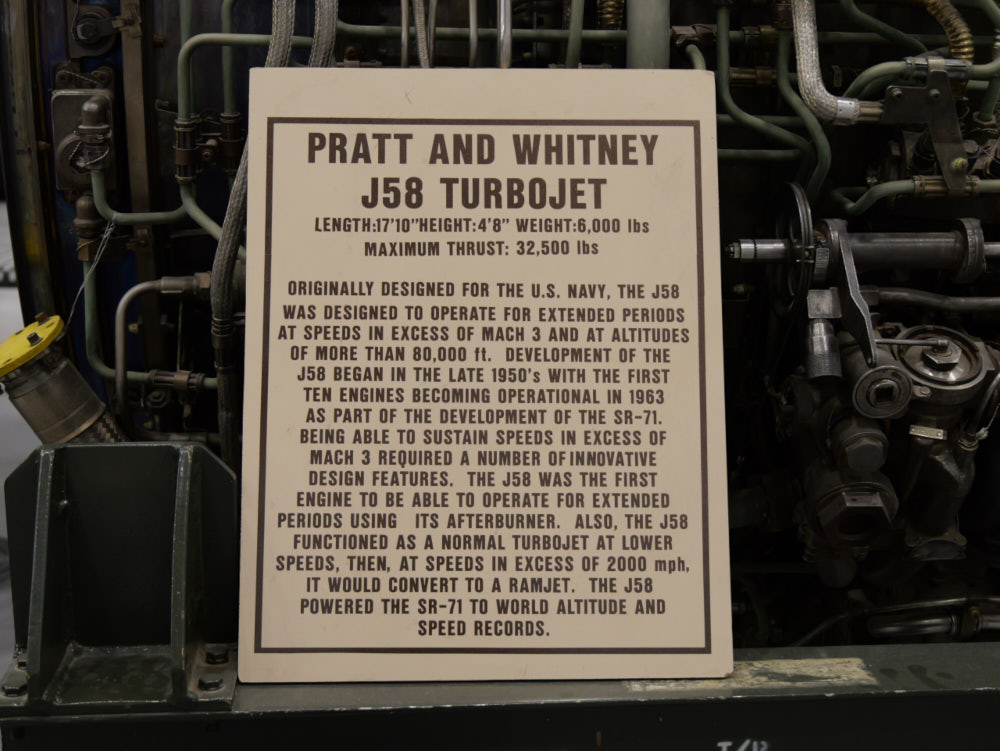 PRATT AND WHITNEY
J58 TURBOJET
LENGTH:17'10"HEIGHT:4'8" WEIGHT:6,000 lbs
MAXIMUM THRUST: 32,500 lbs
ORIGINALLY DESIGNED FOR THE U.S. NAVY, THE J58
WAS DESIGNED TO OPERATE FOR EXTENDED PERIODS
AT SPEEDS IN EXCESS OF MACH 3 AND AT ALTITUDES
OF MORE THAN 80,000 ft. DEVELOPMENT OF THE
J58 BEGAN IN THE LATE 1950's WITH THE FIRST
TEN ENGINES BECOMING OPERATIONAL IN 1963
AS PART OF THE DEVELOPMENT OF THE SR-71.
BEING ABLE TO SUSTAIN SPEEDS IN EXCESS OF
MACH 3 REQUIRED A NUMBER OF INNOVATIVE
DESIGN FEATURES. THE J58 WAS THE FIRST
ENGINE TO BE ABLE TO OPERATE FOR EXTENDED
PERIODS USING ITS AFTERBURNER. ALSO, THE J58
FUNCTIONED AS A NORMAL TURBOJET AT LOWER
SPEEDS, THEN, AT SPEEDS IN EXCESS OF 2000 mph,
IT WOULD CONVERT TO A RAMJET. THE J58
POWERED THE SR-71 TO WORLD ALTITUDE AND
SPEED RECORDS.